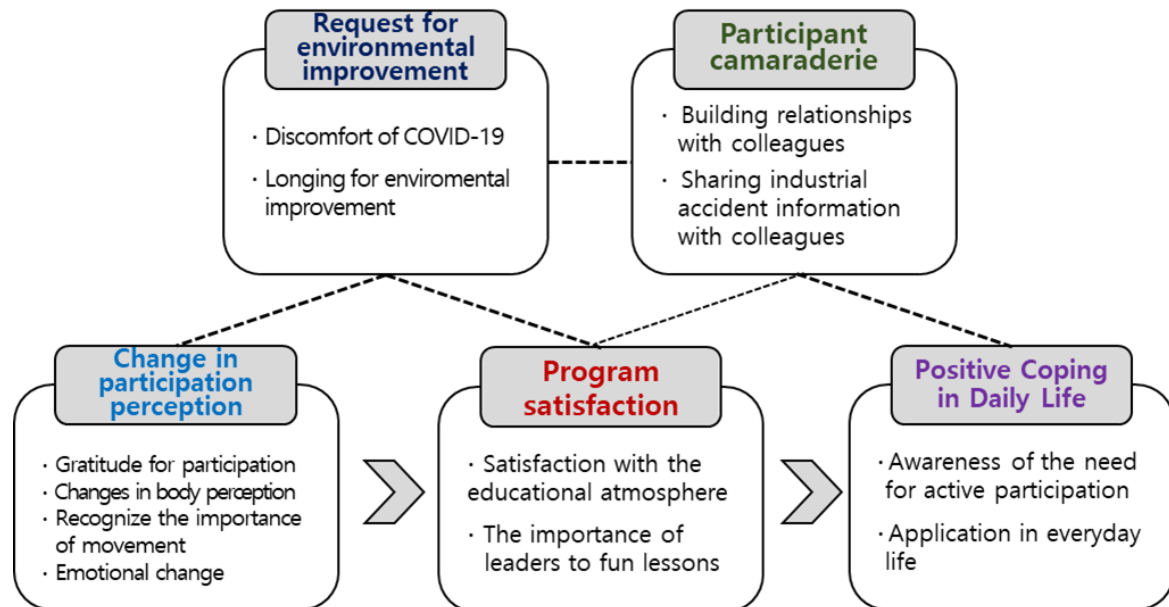 Request for
environmental
improvement
· Discomfort of COVID-19
· Longing for enviromental
improvement
Participant
camaraderie
· Building relationships
with colleagues
· Sharing industrial
accident information
with colleagues
Change in
participation
perception
· Gratitude for participation
· Changes in body perception
· Recognize the importance
of movement
· Emotional change
Program
satisfaction
· Satisfaction with the
educational atmosphere
· The importance of
leaders to fun lessons
Positive Coping
in Daily Life
· Awareness of the need
for active participation
· Application in everyday
life